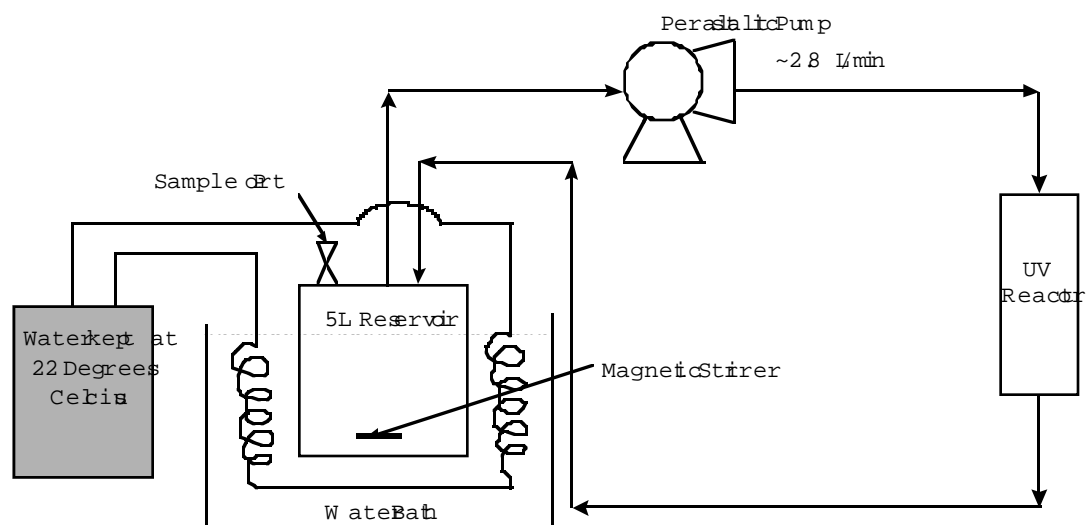 Perastaltic Pump
~2.8 L/min
Sample Port
UV
Reactor
5L Reservoir
Water kept at
22 Degrees
Celcius
Magnetic Stirrer
Water Bath